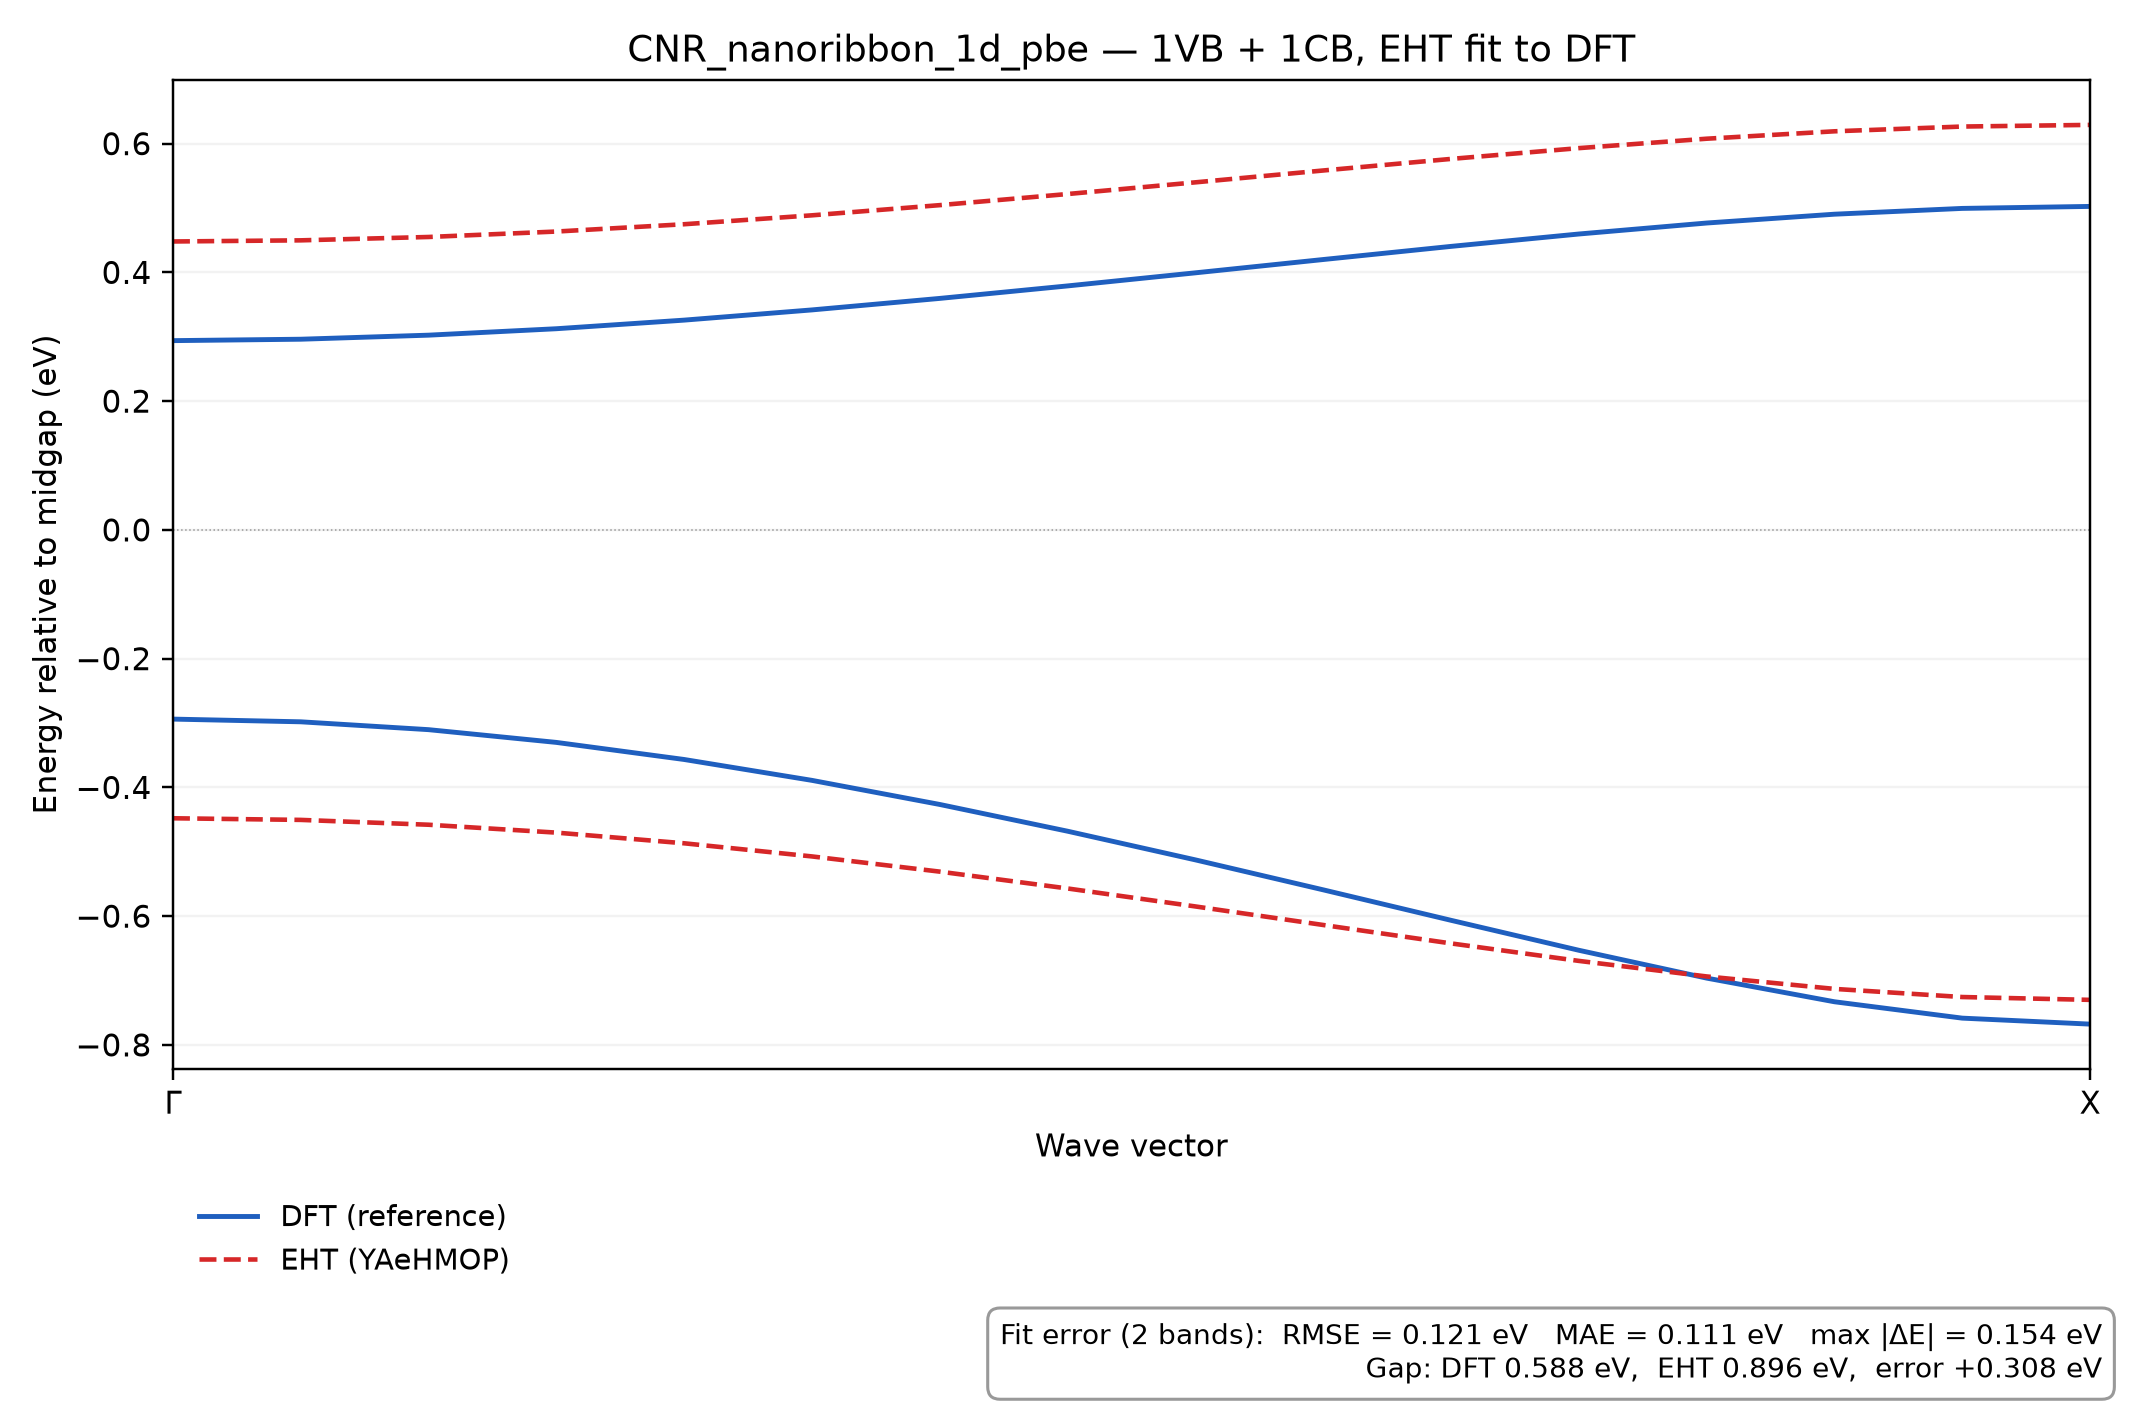 CNR_nanoribbon_1d_pbe — 1VB + 1CB, EHT fit to DFT
Energy relative to midgap (eV)
0.6
0.4
0.2
0.0
−0.2
−0.4
−0.6
−0.8
Γ
X
Wave vector
DFT (reference)
EHT (YAeHMOP)
Fit error (2 bands):  RMSE = 0.121 eV   MAE = 0.111 eV   max |ΔE| = 0.154 eV
Gap: DFT 0.588 eV,  EHT 0.896 eV,  error +0.308 eV